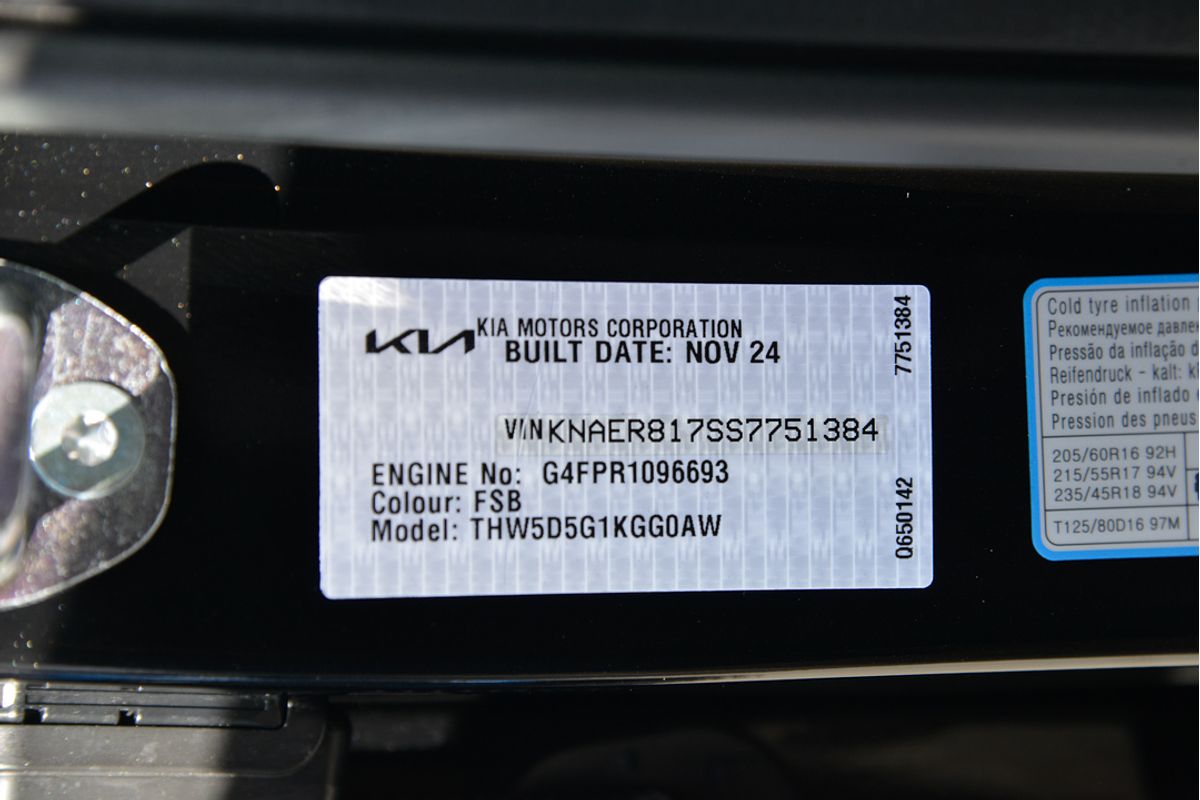 KIA KIA MOTORS CORPORATION
BUILT DATE: NOV 24
VIN KNAER817SS7751384
ENGINE No: G4FPR1096693
Colour: FSB
Model: THW5D5G1KGG0AW
7751384
Q650142
Cold tyre inflation
Рекомендуемое
Pressão da inflação
Reifendruck - kalt:
Presión de inflado
Pression des pneus
205/60R16 92H
215/55R17 94V
235/45R18 94V
T125/80D16 97M